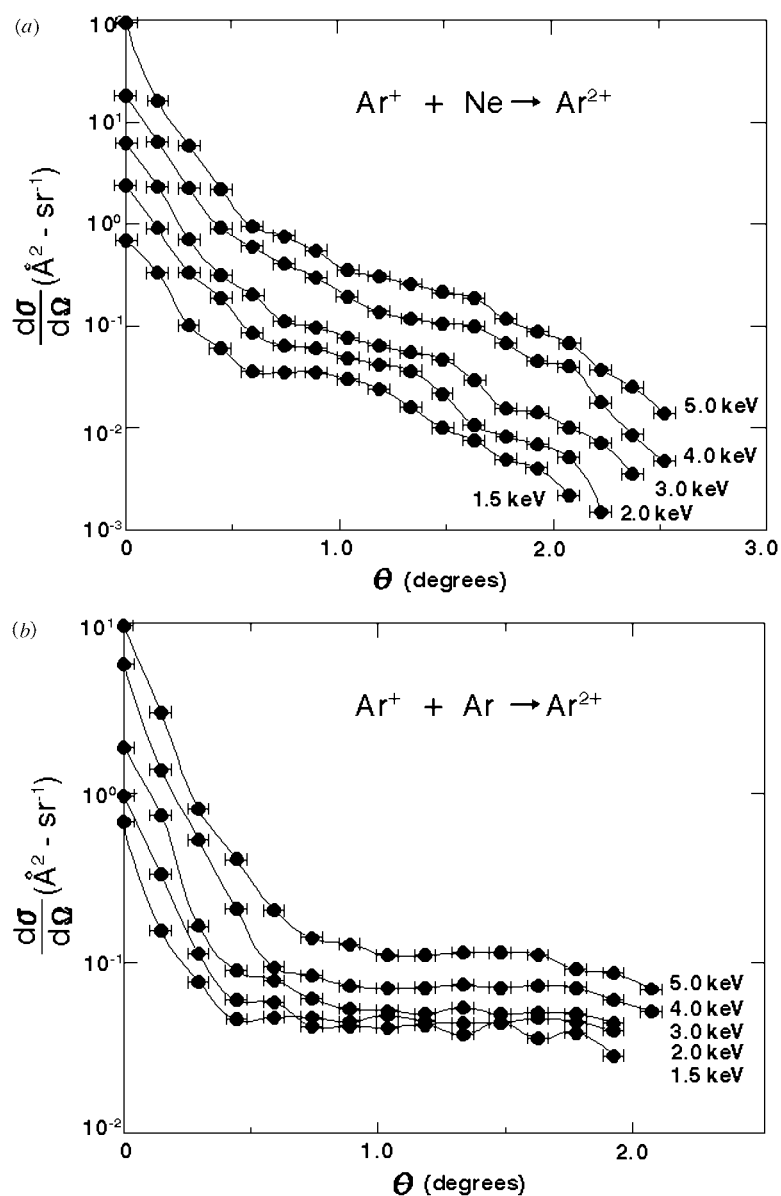 (a)
10²
Ar⁺ + Ne → Ar²⁺
10¹
10⁰
dσ/dΩ (Å² - sr⁻¹)
10⁻¹
10⁻²
10⁻³
5.0 keV
4.0 keV
3.0 keV
1.5 keV
2.0 keV
0 1.0 2.0 3.0
θ (degrees)
(b)
10¹
Ar⁺ + Ar → Ar²⁺
10⁰
dσ/dΩ (Å² - sr⁻¹)
10⁻¹
5.0 keV
4.0 keV
3.0 keV
2.0 keV
1.5 keV
10⁻²
0 1.0 2.0
θ (degrees)